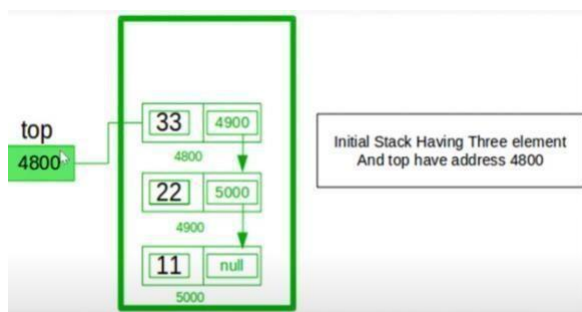 top
4800
33 4900
4800
22 5000
4900
11 null
5000
Initial Stack Having Three element
And top have address 4800